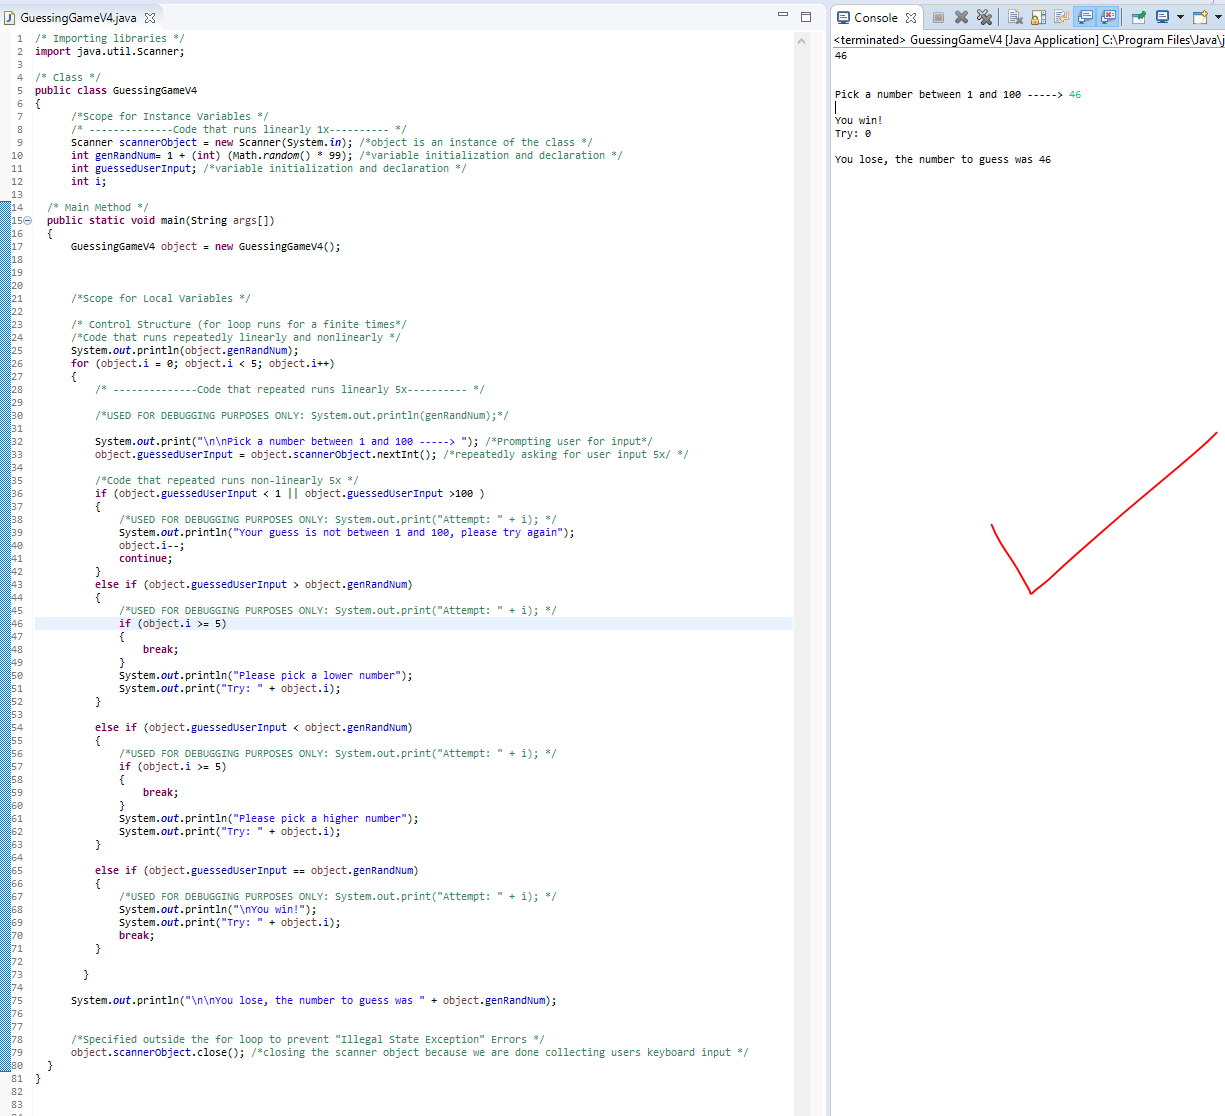 GuessingGameV4.java
1 /* Importing libraries */
2 import java.util.Scanner;
3
4 /* Class */
5 public class GuessingGameV4
6 {
7 /*Scope for Instance Variables */
8 /* --------------Code that runs linearly 1x---------- */
9 Scanner scannerObject = new Scanner(System.in); /*object is an instance of the class */
10 int genRandNum= 1 + (int) (Math.random() * 99); /*variable initialization and declaration */
11 int guessedUserInput; /*variable initialization and declaration */
12 int i;
13
14 /* Main Method */
15 public static void main(String args[])
16 {
17 GuessingGameV4 object = new GuessingGameV4();
18
19
20
21 /*Scope for Local Variables */
22
23 /* Control Structure (for loop runs for a finite times*/
24 /*Code that runs repeatedly linearly and nonlinearly */
25 System.out.println(object.genRandNum);
26 for (object.i = 0; object.i < 5; object.i++)
27 {
28 /* --------------Code that repeated runs linearly 5x---------- */
29
30 /*USED FOR DEBUGGING PURPOSES ONLY: System.out.println(genRandNum);*/
31
32 System.out.print("\n\nPick a number between 1 and 100 -----> "); /*Prompting user for input*/
33 object.guessedUserInput = object.scannerObject.nextInt(); /*repeatedly asking for user input 5x/ */
34
35 /*Code that repeated runs non-linearly 5x */
36 if (object.guessedUserInput < 1 || object.guessedUserInput >100 )
37 {
38 /*USED FOR DEBUGGING PURPOSES ONLY: System.out.print("Attempt: " + i); */
39 System.out.println("Your guess is not between 1 and 100, please try again");
40 object.i--;
41 continue;
42 }
43 else if (object.guessedUserInput > object.genRandNum)
44 {
45 /*USED FOR DEBUGGING PURPOSES ONLY: System.out.print("Attempt: " + i); */
46 if (object.i >= 5)
47 {
48 break;
49 }
50 System.out.println("Please pick a lower number");
51 System.out.print("Try: " + object.i);
52 }
53
54 else if (object.guessedUserInput < object.genRandNum)
55 {
56 /*USED FOR DEBUGGING PURPOSES ONLY: System.out.print("Attempt: " + i); */
57 if (object.i >= 5)
58 {
59 break;
60 }
61 System.out.println("Please pick a higher number");
62 System.out.print("Try: " + object.i);
63 }
64
65 else if (object.guessedUserInput == object.genRandNum)
66 {
67 /*USED FOR DEBUGGING PURPOSES ONLY: System.out.print("Attempt: " + i); */
68 System.out.println("\nYou win!");
69 System.out.print("Try: " + object.i);
70 break;
71 }
72
73 }
74
75 System.out.println("\n\nYou lose, the number to guess was " + object.genRandNum);
76
77
78 /*Specified outside the for loop to prevent "Illegal State Exception" Errors */
79 object.scannerObject.close(); /*closing the scanner object because we are done collecting users keyboard input */
80 }
81 }
82
83
Console
<terminated> GuessingGameV4 [Java Application] C:\Program Files\Java\j
46
Pick a number between 1 and 100 -----> 46
You win!
Try: 0
You lose, the number to guess was 46